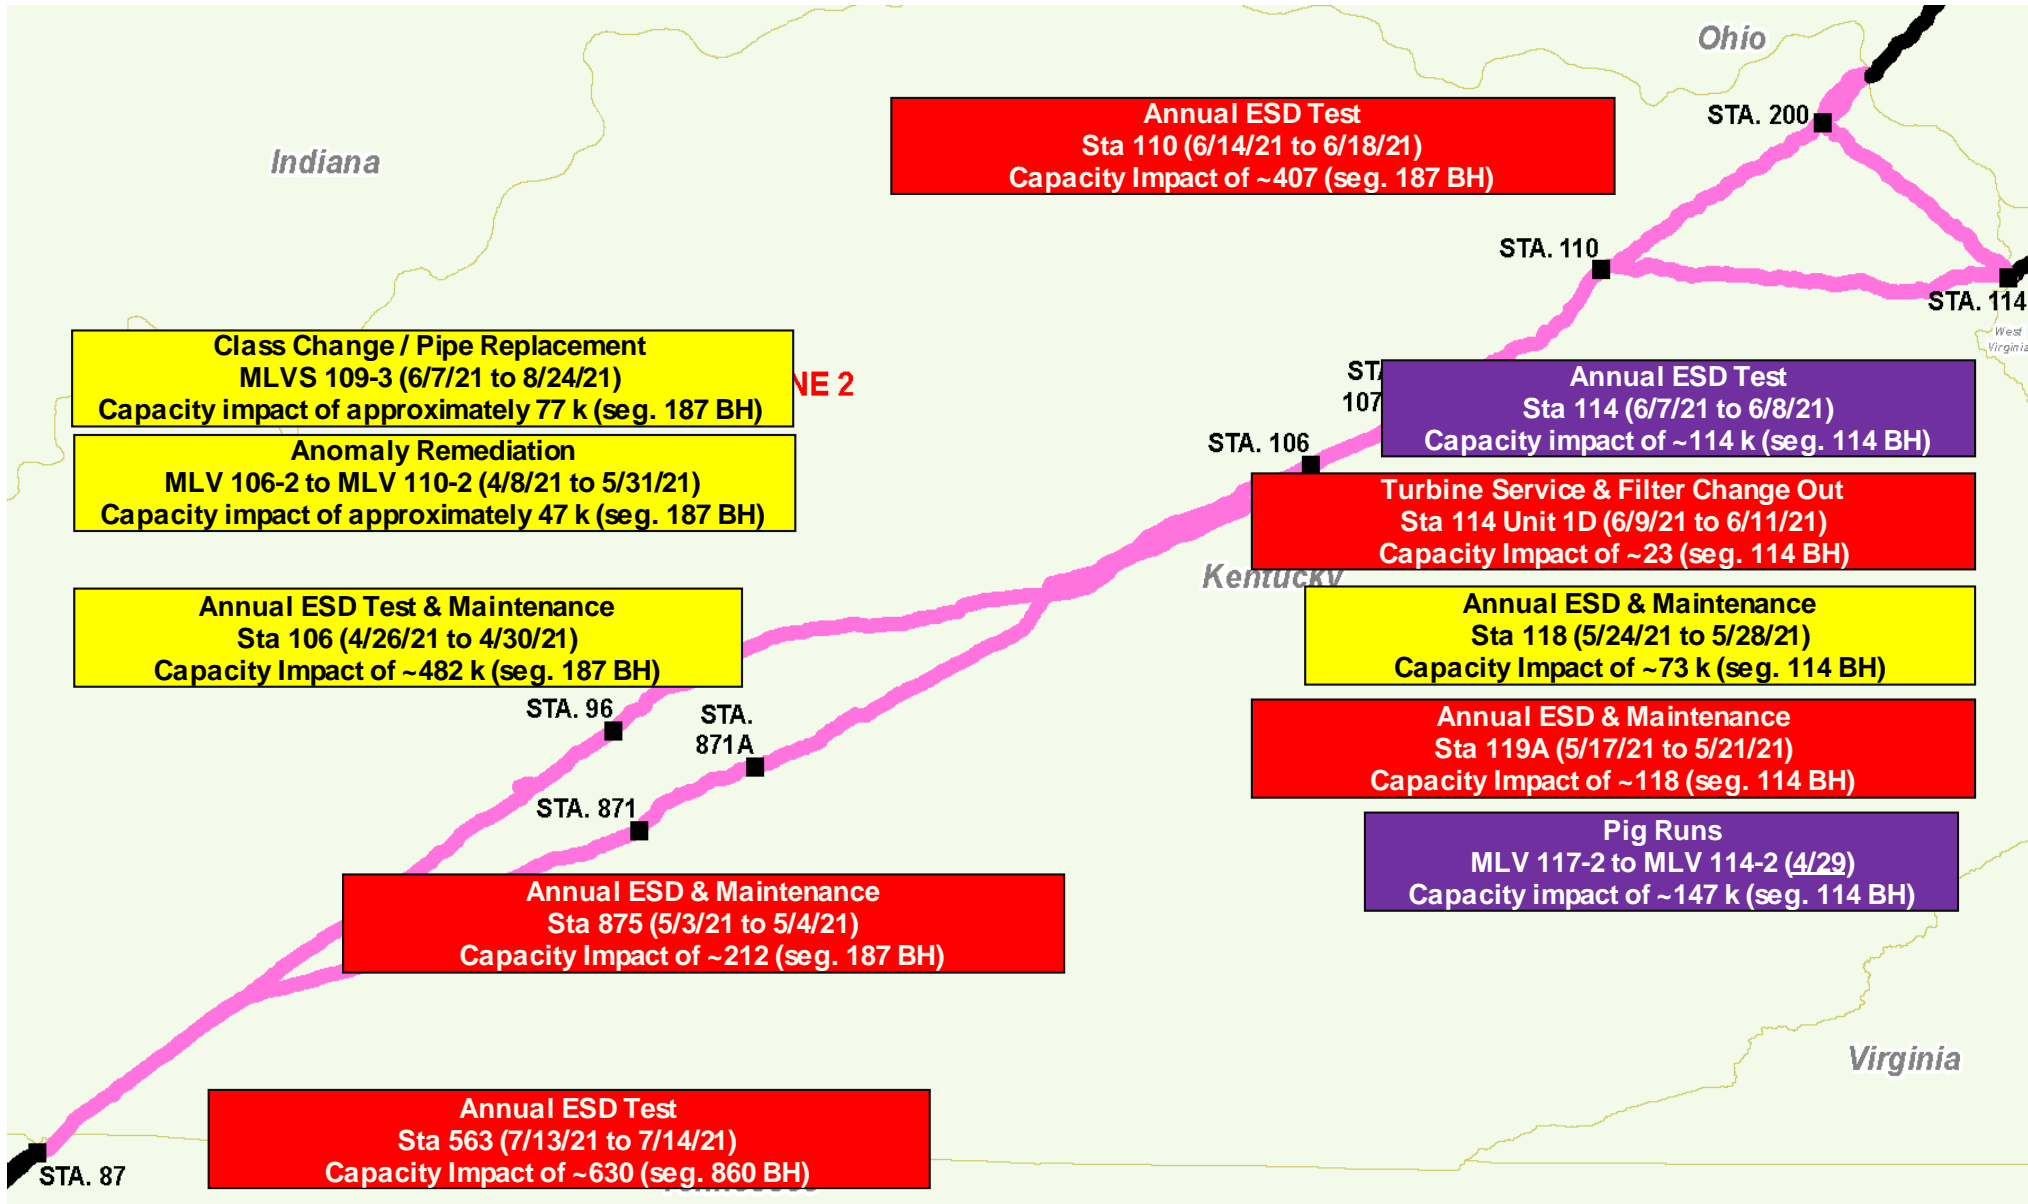 Ohio
Indiana
Annual ESD Test
Sta 110 (6/14/21 to 6/18/21)
Capacity Impact of ~407 (seg. 187 BH)
STA. 200
STA. 110
STA. 114
West
Virginia
Class Change / Pipe Replacement
MLVS 109-3 (6/7/21 to 8/24/21)
Capacity impact of approximately 77 k (seg. 187 BH)
NE 2
Anomaly Remediation
MLV 106-2 to MLV 110-2 (4/8/21 to 5/31/21)
Capacity impact of approximately 47 k (seg. 187 BH)
107
Annual ESD Test
Sta 114 (6/7/21 to 6/8/21)
Capacity impact of ~114 k (seg. 114 BH)
STA. 106
Turbine Service & Filter Change Out
Sta 114 Unit 1D (6/9/21 to 6/11/21)
Capacity Impact of ~23 (seg. 114 BH)
Kentucky
Annual ESD Test & Maintenance
Sta 106 (4/26/21 to 4/30/21)
Capacity Impact of ~482 k (seg. 187 BH)
Annual ESD & Maintenance
Sta 118 (5/24/21 to 5/28/21)
Capacity Impact of ~73 k (seg. 114 BH)
STA. 96
STA.
871A
Annual ESD & Maintenance
Sta 119A (5/17/21 to 5/21/21)
Capacity Impact of ~118 (seg. 114 BH)
STA. 871
Pig Runs
MLV 117-2 to MLV 114-2 (4/29)
Capacity impact of ~147 k (seg. 114 BH)
Annual ESD & Maintenance
Sta 875 (5/3/21 to 5/4/21)
Capacity Impact of ~212 (seg. 187 BH)
Virginia
Annual ESD Test
Sta 563 (7/13/21 to 7/14/21)
Capacity Impact of ~630 (seg. 860 BH)
STA. 87